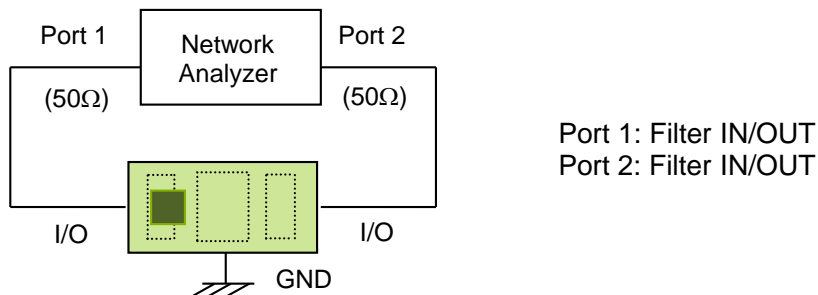 Port 1
Network Analyzer
Port 2
(50Ω)
(50Ω)
Port 1: Filter IN/OUT
Port 2: Filter IN/OUT
I/O
I/O
GND